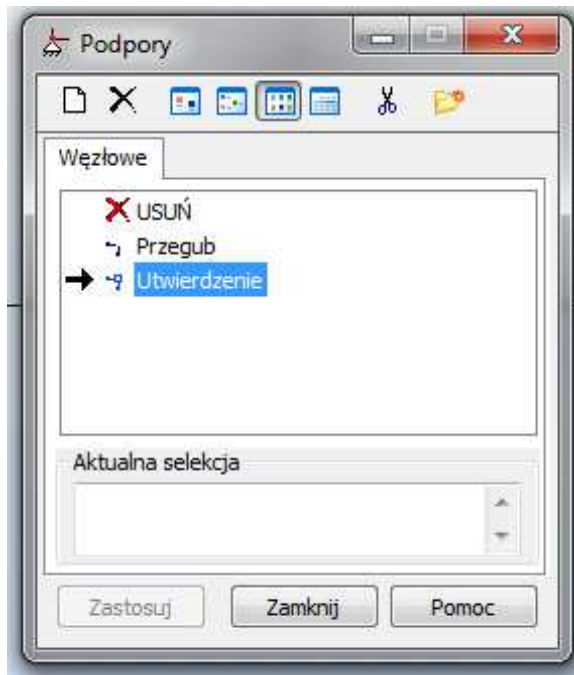 Podpory
Węzłowe
USUŃ
Przegub
Utwierdzenie
Aktualna selekcja
Zastosuj
Zamknij
Pomoc